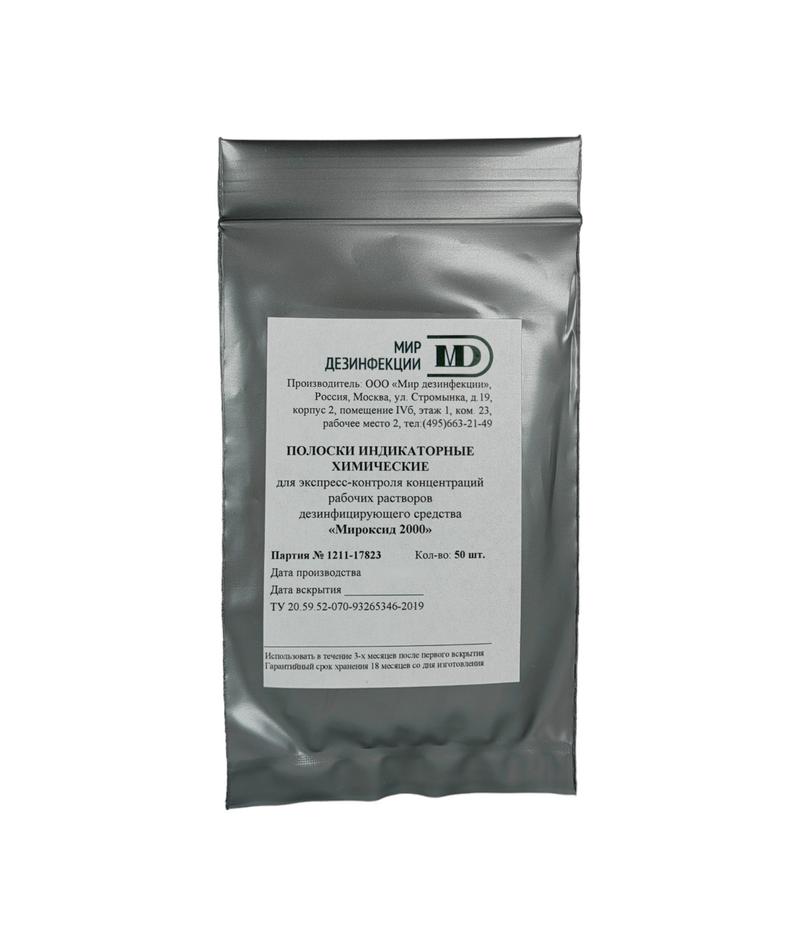 МИР
ДЕЗИНФЕКЦИИ
MD
Производитель: ООО «Мир дезинфекции»,
Россия, Москва, ул. Стромынка, д.19,
корпус 2, помещение IVб, этаж 1, ком. 23,
рабочее место 2, тел:(495)663-21-49
ПОЛОСКИ ИНДИКАТОРНЫЕ
ХИМИЧЕСКИЕ
для экспресс-контроля концентраций
рабочих растворов
дезинфицирующего средства
«Мироксид 2000»
Партия № 1211-17823 Кол-во: 50 шт.
Дата производства
Дата вскрытия
ТУ 20.59.52-070-93265346-2019
Использовать в течение 3-х месяцев после первого вскрытия
Гарантийный срок хранения 18 месяцев со дня изготовления